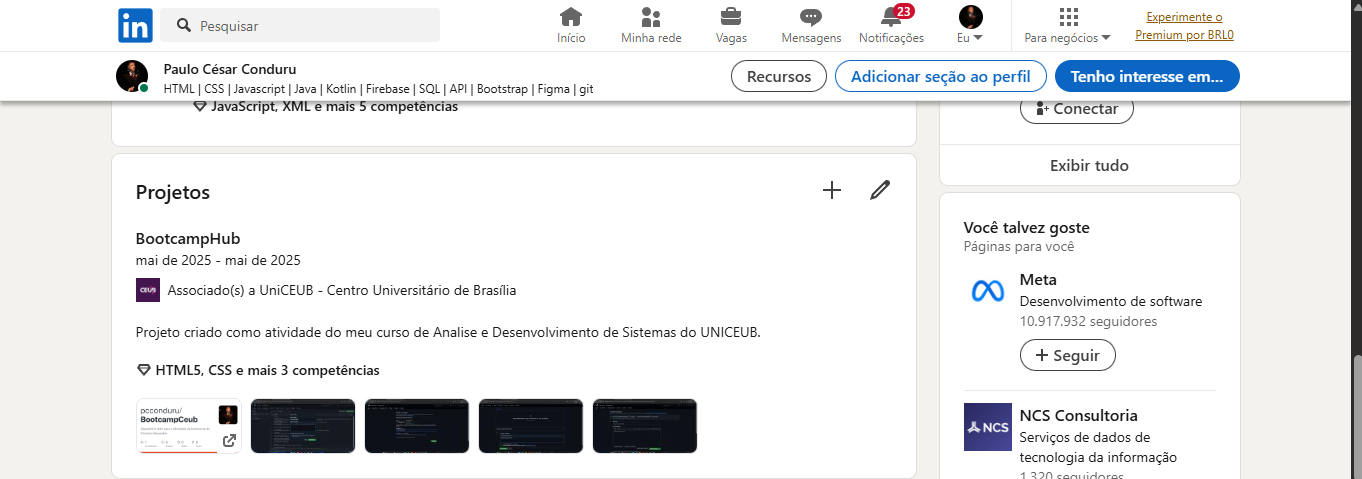 in
Pesquisar
Início
Minha rede
Vagas
Mensagens
23
Notificações
Eu
Para negócios
Experimente o
Premium por BRL0
Paulo César Conduru
HTML | CSS | Javascript | Java | Kotlin | Firebase | SQL | API | Bootstrap | Figma | git
Recursos
Adicionar seção ao perfil
Tenho interesse em...
JavaScript, XML e mais 5 competências
Projetos
BootcampHub
mai de 2025 - mai de 2025
CEUB
Associado(s) a UniCEUB - Centro Universitário de Brasília
Projeto criado como atividade do meu curso de Analise e Desenvolvimento de Sistemas do UNICEUB.
HTML5, CSS e mais 3 competências
pcconduru/
BootcampCeub
Conectar
Exibir tudo
Você talvez goste
Páginas para você
Meta
Desenvolvimento de software
10.917.932 seguidores
+ Seguir
NCS
NCS Consultoria
Serviços de dados de
tecnologia da informação
1.320 seguidores